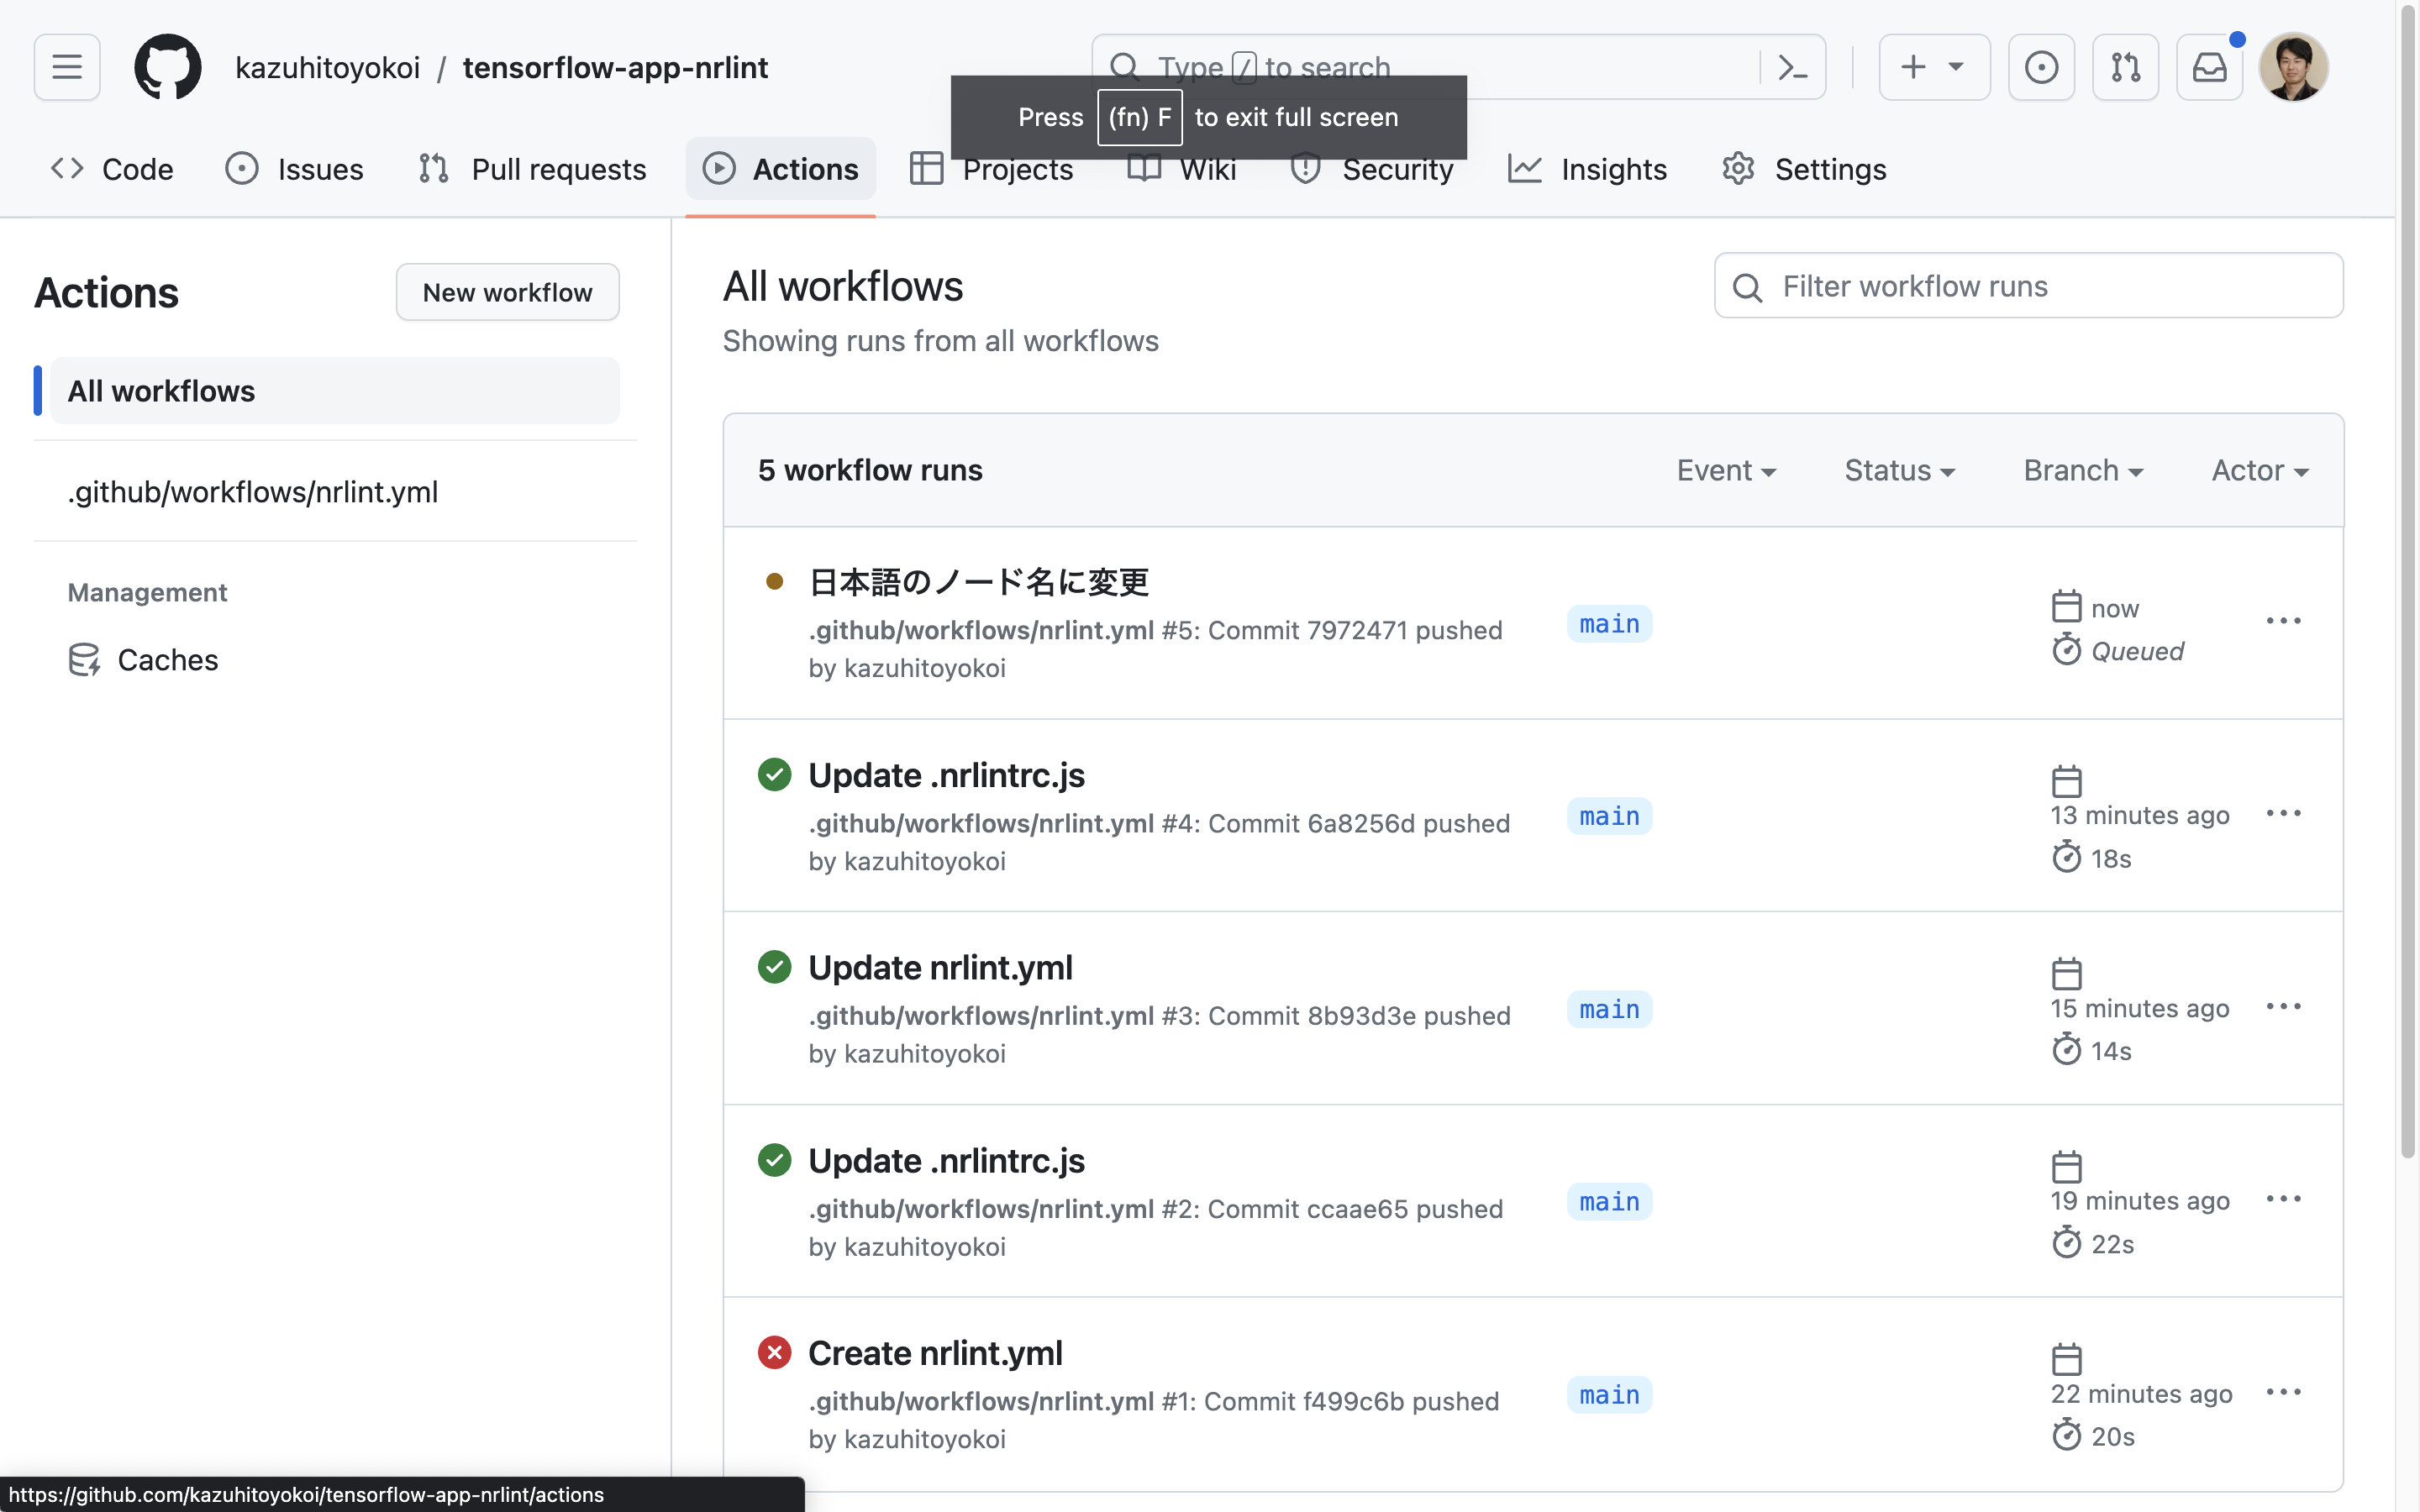 kazuhitoyokoi / tensorflow-app-nrlint
Type / to search
Press (fn) F to exit full screen
Code
Issues
Pull requests
Actions
Projects
Wiki
Security
Insights
Settings
Actions
New workflow
All workflows
.github/workflows/nrlint.yml
Management
Caches
All workflows
Showing runs from all workflows
Filter workflow runs
5 workflow runs
Event
Status
Branch
Actor
日本語のノード名に変更
.github/workflows/nrlint.yml #5: Commit 7972471 pushed
by kazuhitoyokoi
main
now
Queued
Update .nrlintrc.js
.github/workflows/nrlint.yml #4: Commit 6a8256d pushed
by kazuhitoyokoi
main
13 minutes ago
18s
Update nrlint.yml
.github/workflows/nrlint.yml #3: Commit 8b93d3e pushed
by kazuhitoyokoi
main
15 minutes ago
14s
Update .nrlintrc.js
.github/workflows/nrlint.yml #2: Commit ccaae65 pushed
by kazuhitoyokoi
main
19 minutes ago
22s
Create nrlint.yml
.github/workflows/nrlint.yml #1: Commit f499c6b pushed
by kazuhitoyokoi
main
22 minutes ago
20s
https://github.com/kazuhitoyokoi/tensorflow-app-nrlint/actions